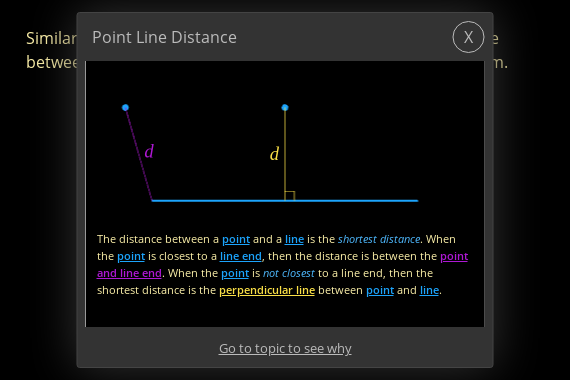 Similar
e
betwee
m.
Point Line Distance
X
d
d
The distance between a point and a line is the shortest distance. When
the point is closest to a line end, then the distance is between the point
and line end. When the point is not closest to a line end, then the
shortest distance is the perpendicular line between point and line.
Go to topic to see why